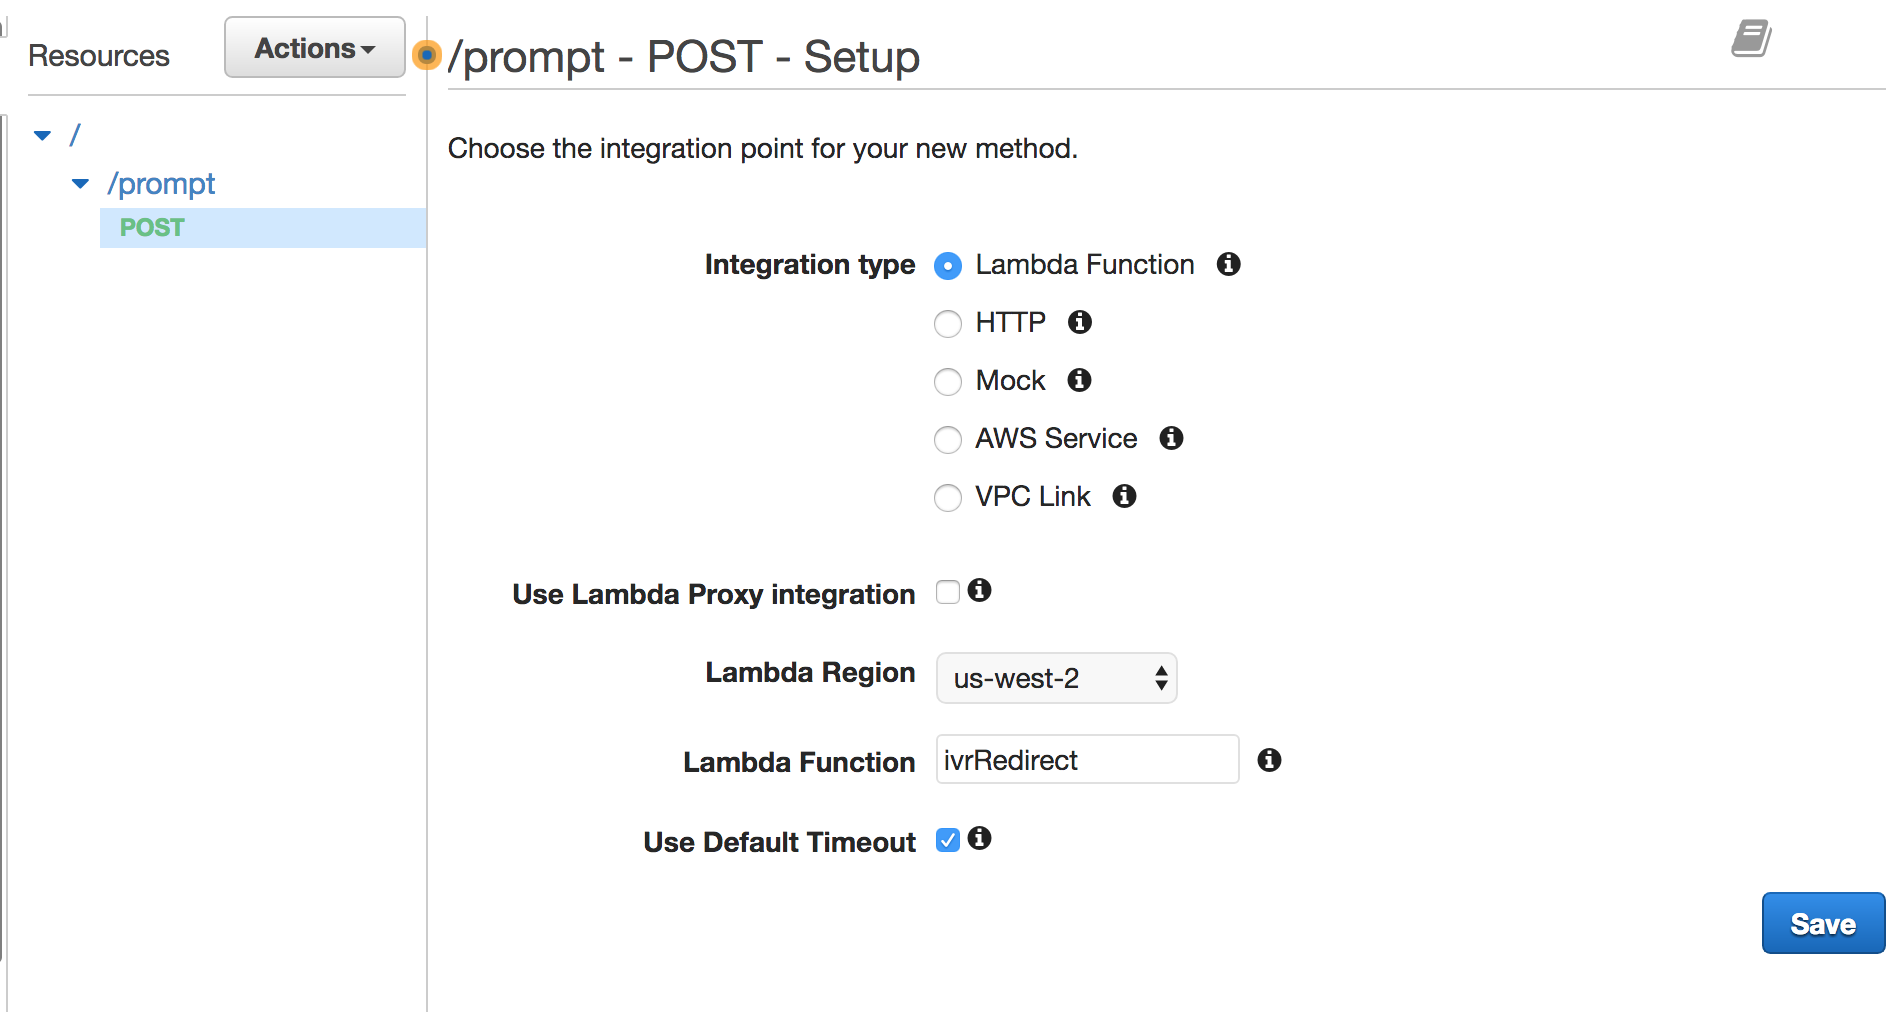 Resources
Actions
/prompt - POST - Setup
/
/prompt
POST
Choose the integration point for your new method.
Integration type
Lambda Function
HTTP
Mock
AWS Service
VPC Link
Use Lambda Proxy integration
Lambda Region
us-west-2
Lambda Function
ivrRedirect
Use Default Timeout
Save